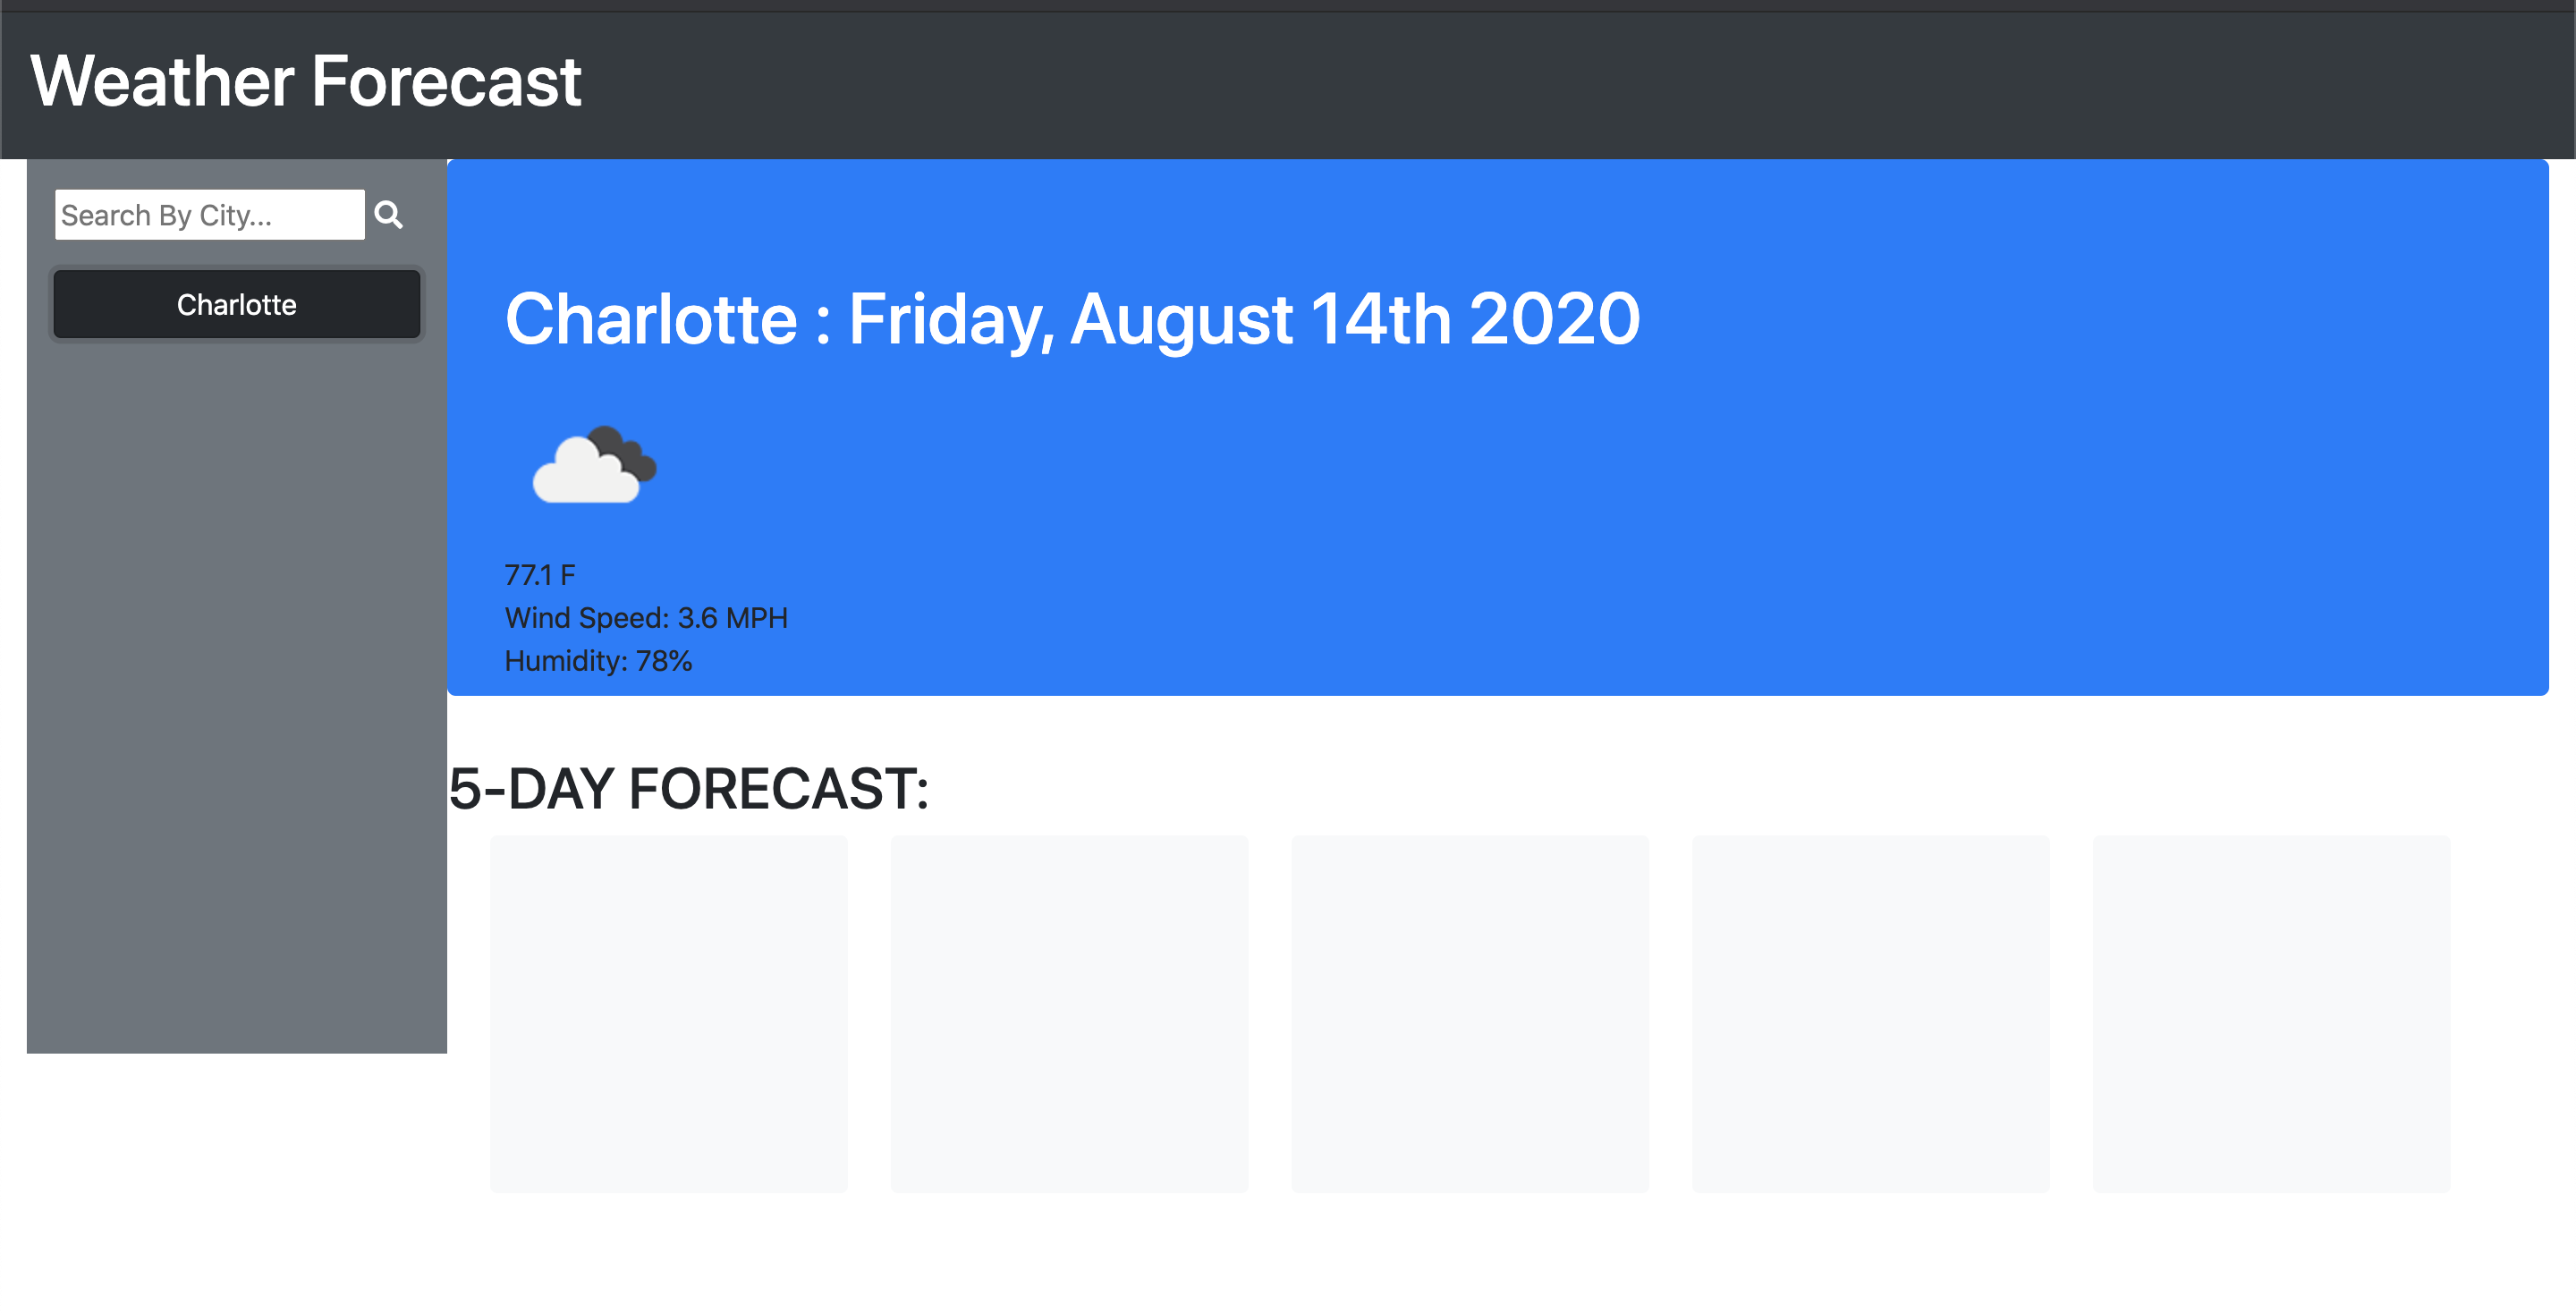 Weather Forecast
Search By City...
Charlotte
Charlotte : Friday, August 14th 2020
77.1 F
Wind Speed: 3.6 MPH
Humidity: 78%
5-DAY FORECAST: